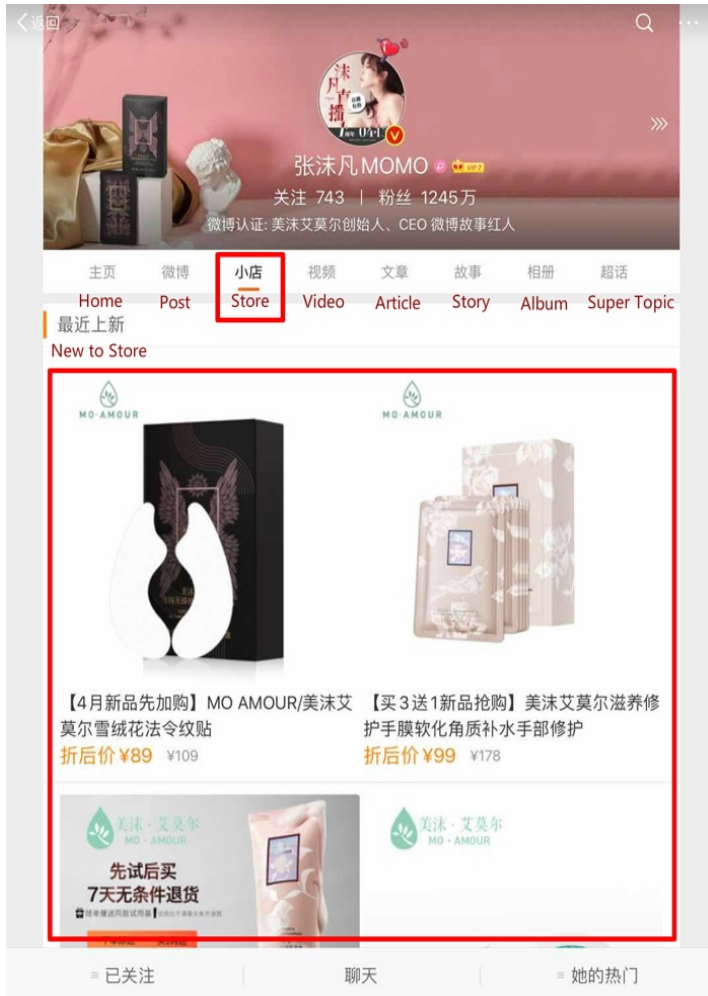 返回
沫凡
直播
张沫凡MOMO
VIP 7
关注 743 | 粉丝 1245万
微博认证: 美沫艾莫尔创始人、CEO 微博故事红人
主页 微博 小店 视频 文章 故事 相册 超话
Home Post Store Video Article Story Album Super Topic
最近上新
New to Store
MO·AMOUR
MO·AMOUR
【4月新品先加购】MO AMOUR/美沫艾
莫尔雪绒花法令纹贴
折后价 ¥89 ¥109
【买3送1新品抢购】美沫艾莫尔滋养修
护手膜软化角质补水手部修护
折后价 ¥99 ¥178
美沫·艾莫尔
MO·AMOUR
先试后买
7天无条件退货
美沫·艾莫尔
MO·AMOUR
已关注
聊天
她的热门